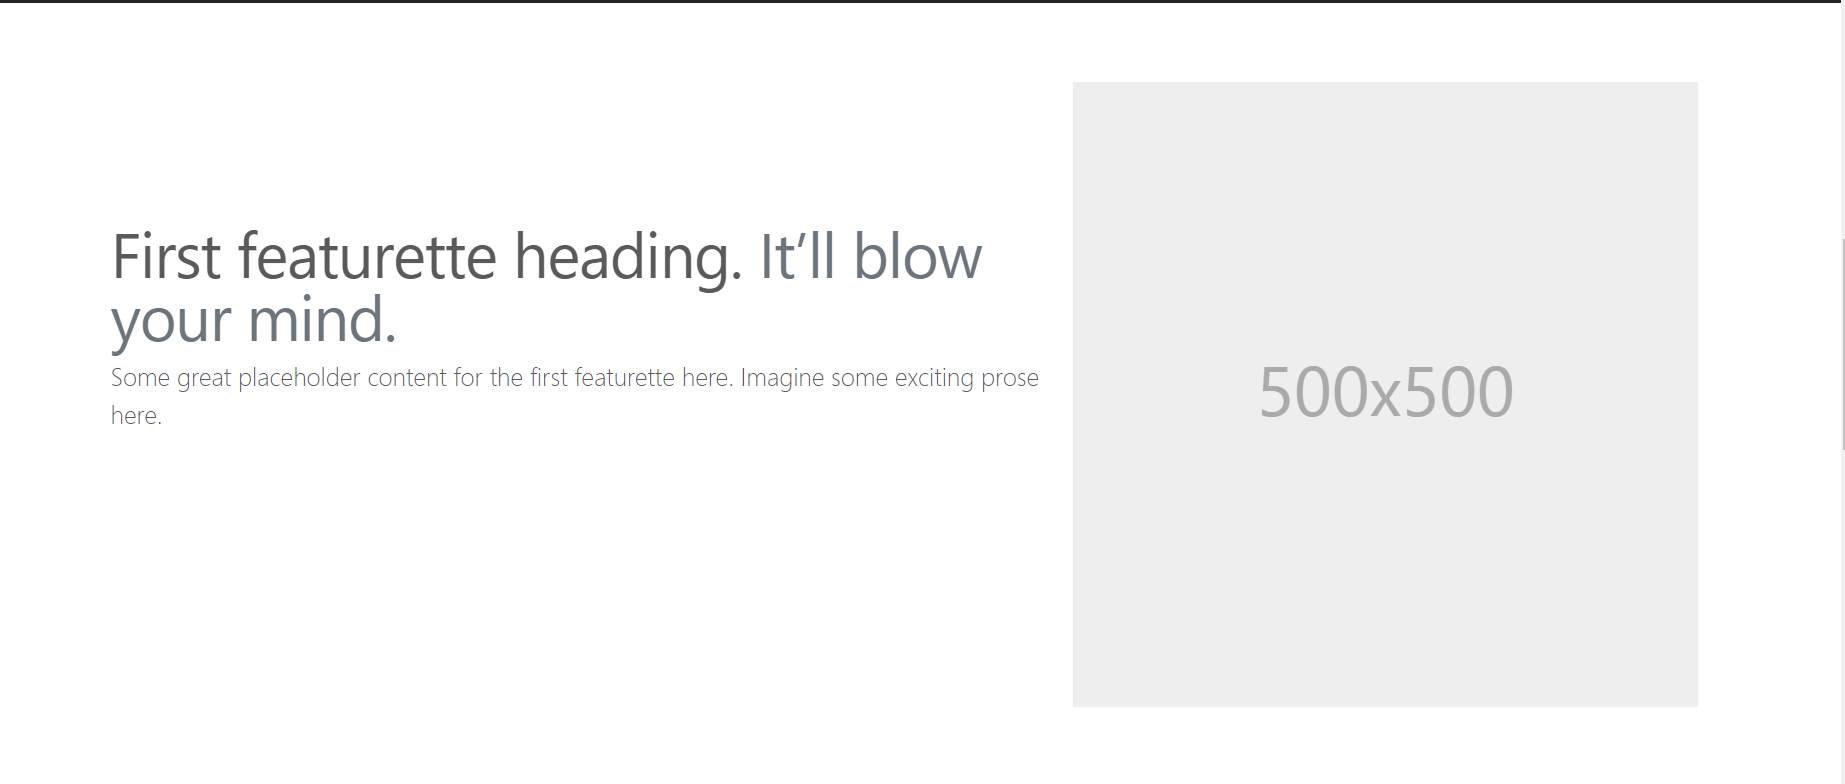 First featurette heading. It’ll blow
your mind.
Some great placeholder content for the first featurette here. Imagine some exciting prose
here.
500x500